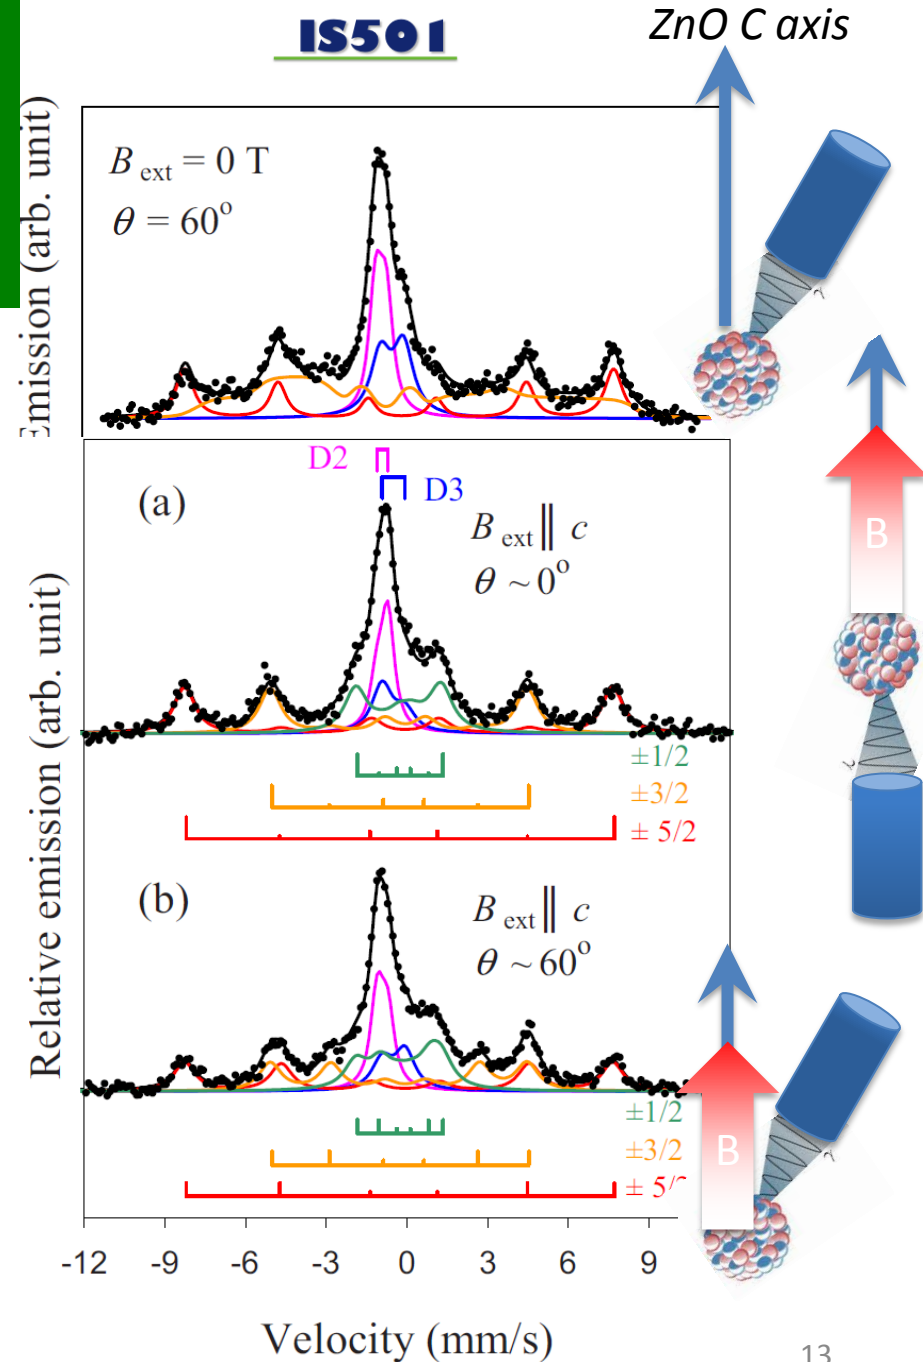 IS501
ZnO C axis
Emission (arb. unit)
B ext = 0 T
θ = 60°
D2
D3
(a)
B ext ∥ c
θ ~ 0°
B
±1/2
±3/2
± 5/2
Relative emission (arb. unit)
(b)
B ext ∥ c
θ ~ 60°
B
±1/2
±3/2
± 5/
-12 -9 -6 -3 0 3 6 9
Velocity (mm/s)
13